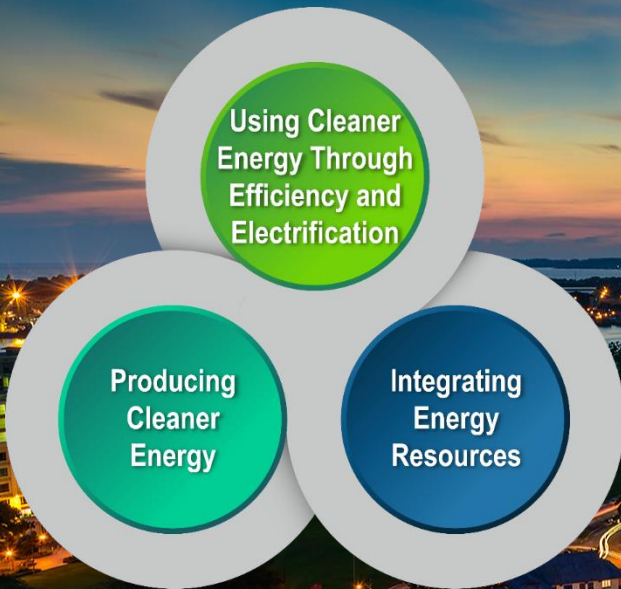 Using Cleaner
Energy Through
Efficiency and
Electrification
Producing
Cleaner
Energy
Integrating
Energy
Resources